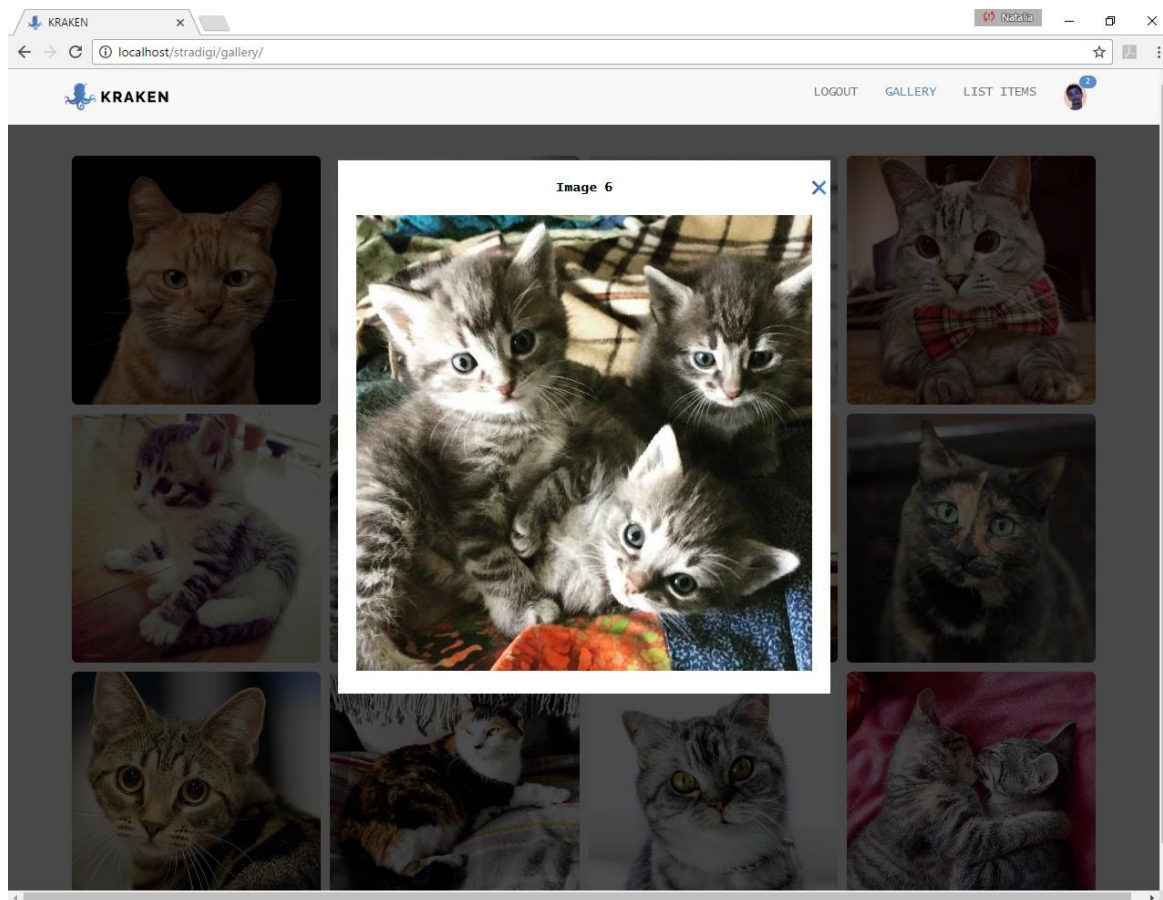 KRAKEN
Natalia
localhost/stradigi/gallery/
KRAKEN
LOGOUT GALLERY LIST ITEMS
2
Image 6